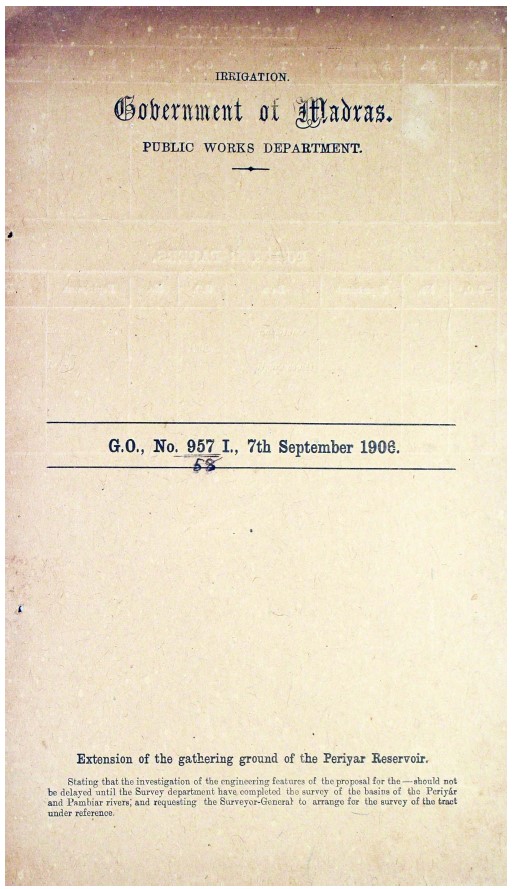 IRRIGATION.
Government of Madras.
PUBLIC WORKS DEPARTMENT.
G.O., No. 957 I., 7th September 1906.
58
Extension of the gathering ground of the Periyar Reservoir.
Stating that the investigation of the engineering features of the proposal for the —should not
be delayed until the Survey department have completed the survey of the basins of the Periyár
and Pambiar rivers, and requesting the Surveyor-General to arrange for the survey of the tract
under reference.